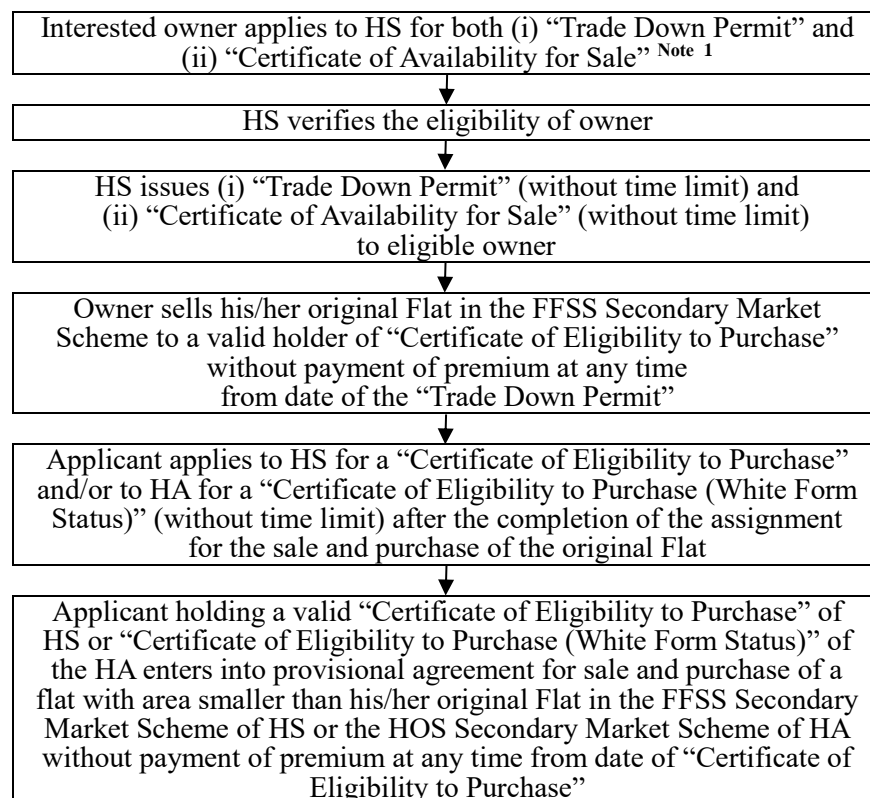 Interested owner applies to HS for both (i) “Trade Down Permit” and
(ii) “Certificate of Availability for Sale” Note 1
HS verifies the eligibility of owner
HS issues (i) “Trade Down Permit” (without time limit) and
(ii) “Certificate of Availability for Sale” (without time limit)
to eligible owner
Owner sells his/her original Flat in the FFSS Secondary Market
Scheme to a valid holder of “Certificate of Eligibility to Purchase”
without payment of premium at any time
from date of the “Trade Down Permit”
Applicant applies to HS for a “Certificate of Eligibility to Purchase”
and/or to HA for a “Certificate of Eligibility to Purchase (White Form
Status)” (without time limit) after the completion of the assignment
for the sale and purchase of the original Flat
Applicant holding a valid “Certificate of Eligibility to Purchase” of
HS or “Certificate of Eligibility to Purchase (White Form Status)” of
the HA enters into provisional agreement for sale and purchase of a
flat with area smaller than his/her original Flat in the FFSS Secondary
Market Scheme of HS or the HOS Secondary Market Scheme of HA
without payment of premium at any time from date of “Certificate of
Eligibility to Purchase”